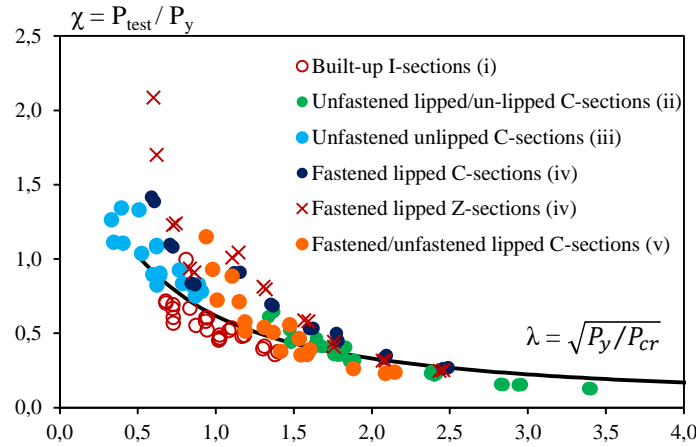 χ = P_test / P_y
2,5
2,0
1,5
1,0
0,5
0,0
Built-up I-sections (i)
Unfastened lipped/un-lipped C-sections (ii)
Unfastened unlipped C-sections (iii)
Fastened lipped C-sections (iv)
Fastened lipped Z-sections (iv)
Fastened/unfastened lipped C-sections (v)
λ = √P_y/P_cr
0,0 0,5 1,0 1,5 2,0 2,5 3,0 3,5 4,0